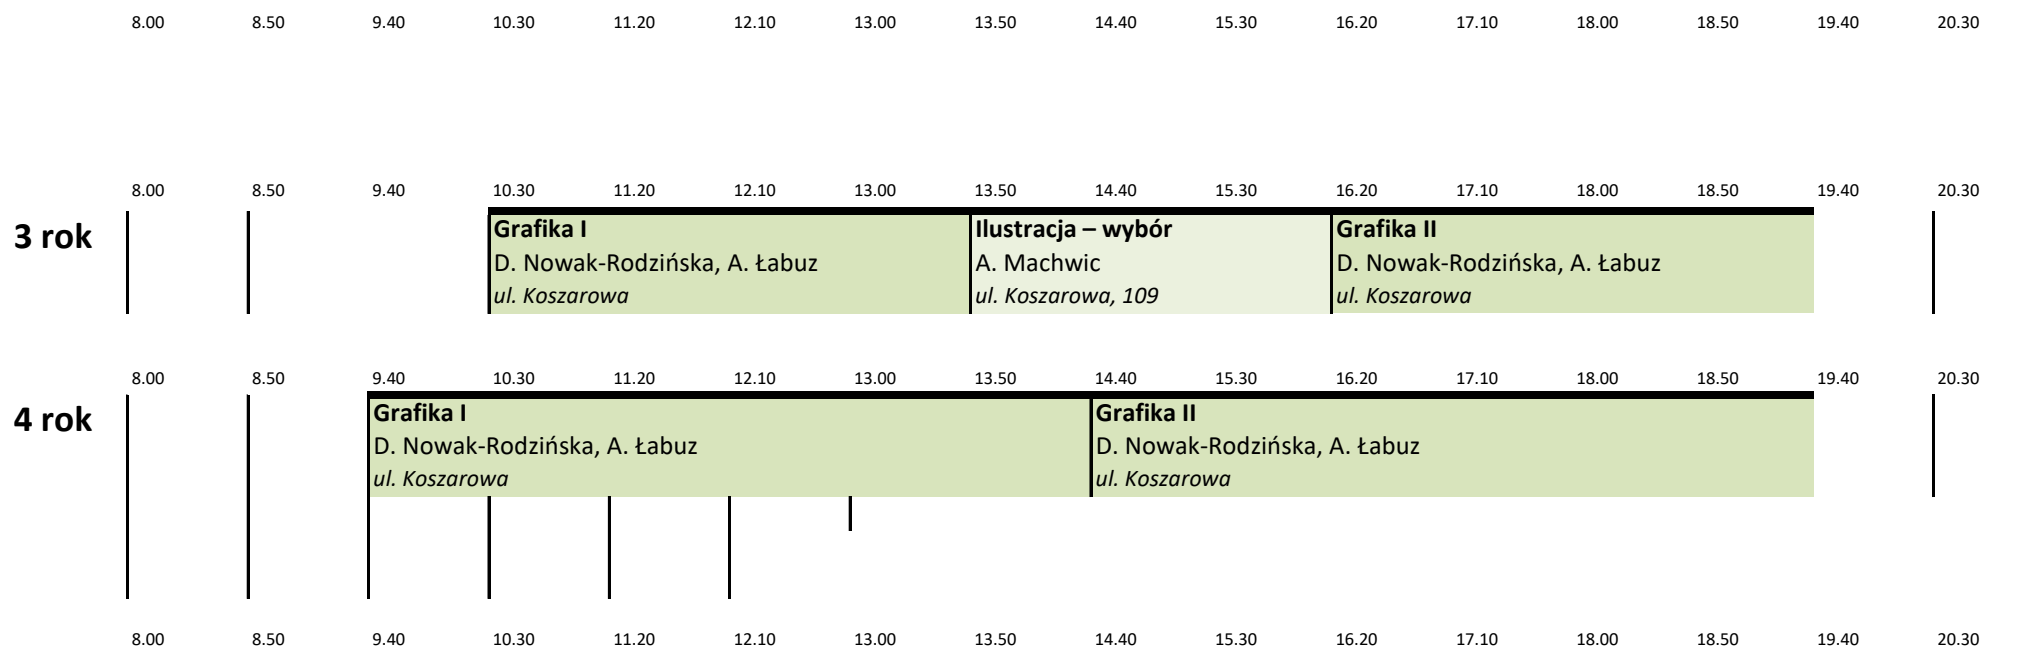 8.00 8.50 9.40 10.30 11.20 12.10 13.00 13.50 14.40 15.30 16.20 17.10 18.00 18.50 19.40 20.30
8.00 8.50 9.40 10.30 11.20 12.10 13.00 13.50 14.40 15.30 16.20 17.10 18.00 18.50 19.40 20.30
3 rok
Grafika I
D. Nowak-Rodzińska, A. Łabuz
ul. Koszarowa
Ilustracja – wybór
A. Machwic
ul. Koszarowa, 109
Grafika II
D. Nowak-Rodzińska, A. Łabuz
ul. Koszarowa
8.00 8.50 9.40 10.30 11.20 12.10 13.00 13.50 14.40 15.30 16.20 17.10 18.00 18.50 19.40 20.30
4 rok
Grafika I
D. Nowak-Rodzińska, A. Łabuz
ul. Koszarowa
Grafika II
D. Nowak-Rodzińska, A. Łabuz
ul. Koszarowa
8.00 8.50 9.40 10.30 11.20 12.10 13.00 13.50 14.40 15.30 16.20 17.10 18.00 18.50 19.40 20.30